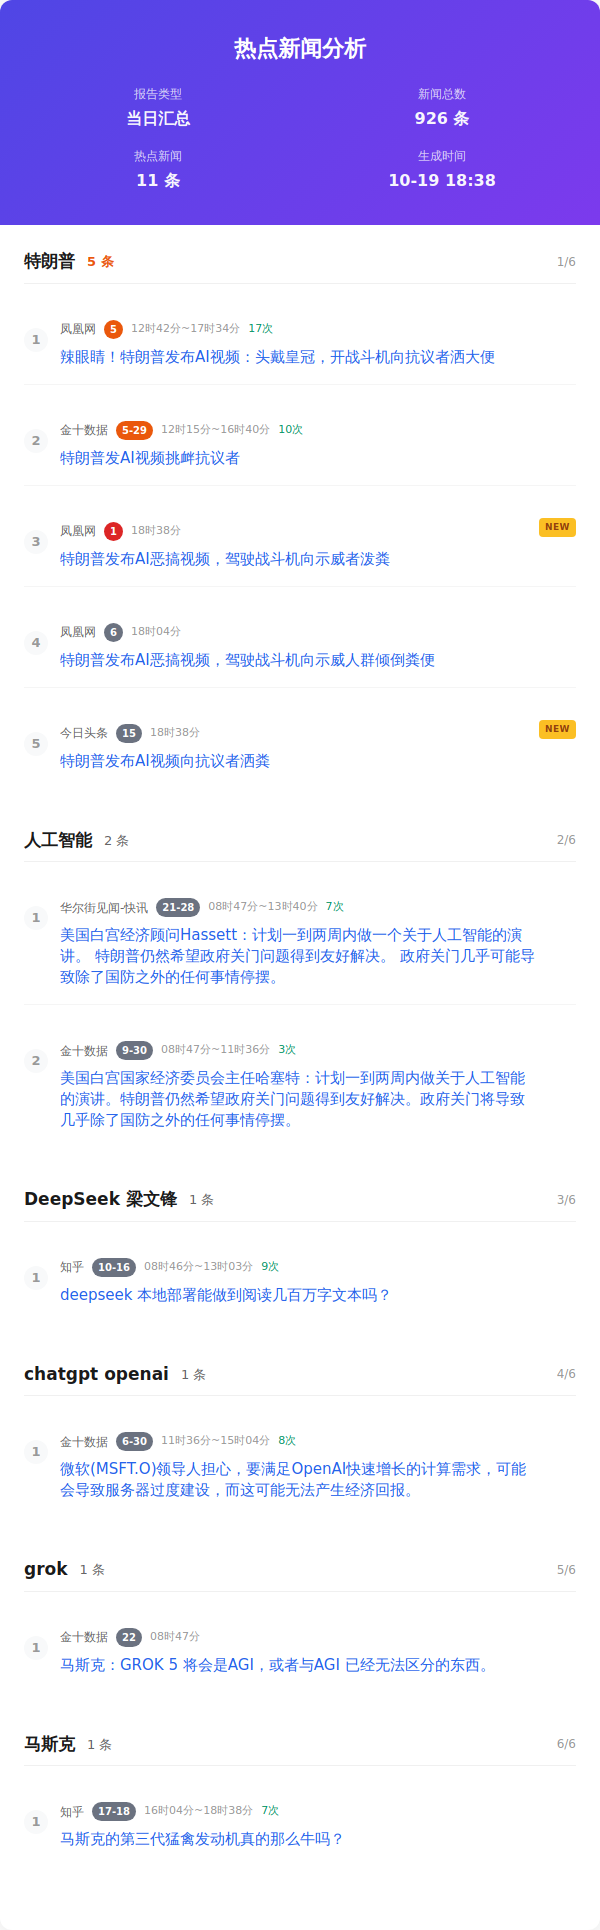 热点新闻分析
报告类型
当日汇总
新闻总数
926 条
热点新闻
11 条
生成时间
10-19 18:38
特朗普 5 条 1/6
1 凤凰网 5 12时42分~17时34分 17次
辣眼睛！特朗普发布AI视频：头戴皇冠，开战斗机向抗议者洒大便
2 金十数据 5-29 12时15分~16时40分 10次
特朗普发AI视频挑衅抗议者
3 凤凰网 1 18时38分 NEW
特朗普发布AI恶搞视频，驾驶战斗机向示威者泼粪
4 凤凰网 6 18时04分
特朗普发布AI恶搞视频，驾驶战斗机向示威人群倾倒粪便
5 今日头条 15 18时38分 NEW
特朗普发布AI视频向抗议者洒粪
人工智能 2 条 2/6
1 华尔街见闻-快讯 21-28 08时47分~13时40分 7次
美国白宫经济顾问Hassett：计划一到两周内做一个关于人工智能的演
讲。 特朗普仍然希望政府关门问题得到友好解决。 政府关门几乎可能导
致除了国防之外的任何事情停摆。
2 金十数据 9-30 08时47分~11时36分 3次
美国白宫国家经济委员会主任哈塞特：计划一到两周内做关于人工智能
的演讲。特朗普仍然希望政府关门问题得到友好解决。政府关门将导致
几乎除了国防之外的任何事情停摆。
DeepSeek 梁文锋 1 条 3/6
1 知乎 10-16 08时46分~13时03分 9次
deepseek 本地部署能做到阅读几百万字文本吗？
chatgpt openai 1 条 4/6
1 金十数据 6-30 11时36分~15时04分 8次
微软(MSFT.O)领导人担心，要满足OpenAI快速增长的计算需求，可能
会导致服务器过度建设，而这可能无法产生经济回报。
grok 1 条 5/6
1 金十数据 22 08时47分
马斯克：GROK 5 将会是AGI，或者与AGI 已经无法区分的东西。
马斯克 1 条 6/6
1 知乎 17-18 16时04分~18时38分 7次
马斯克的第三代猛禽发动机真的那么牛吗？